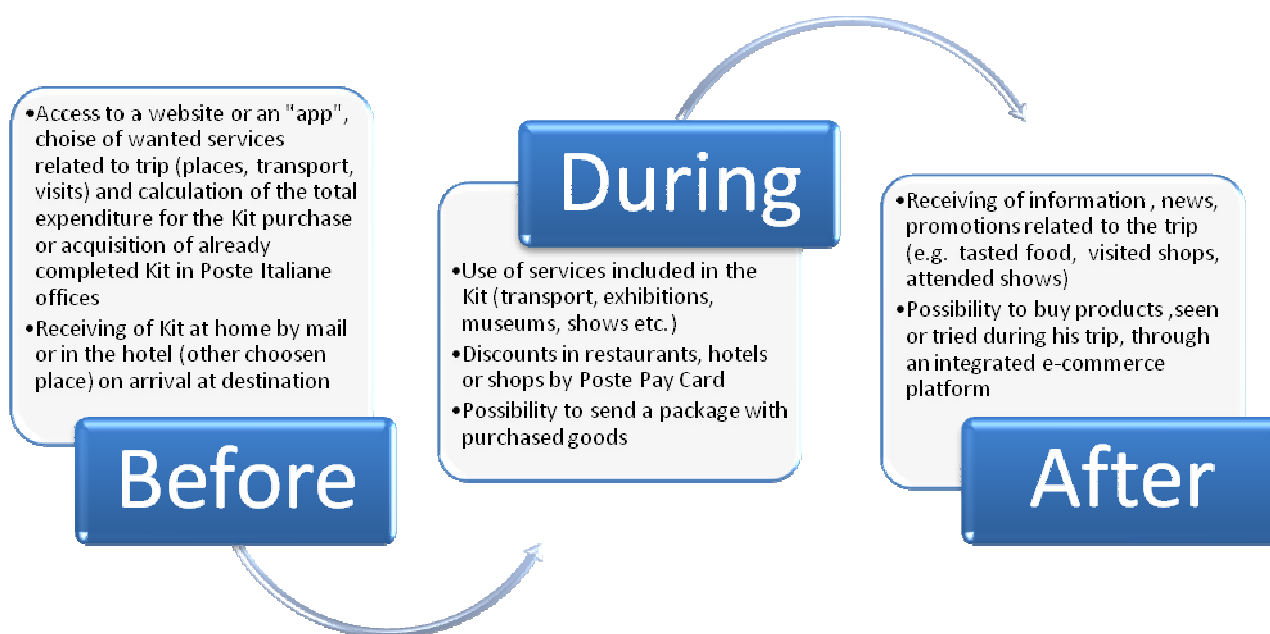 •Access to a website or an "app",
choise of wanted services
related to trip (places, transport,
visits) and calculation of the total
expenditure for the Kit purchase
or acquisition of already
completed Kit in Poste Italiane
offices
•Receiving of Kit at home by mail
or in the hotel (other choosen
place) on arrival at destination
Before
During
•Use of services included in the
Kit (transport, exhibitions,
museums, shows etc.)
•Discounts in restaurants, hotels
or shops by Poste Pay Card
•Possibility to send a package with
purchased goods
•Receiving of information , news,
promotions related to the trip
(e.g. tasted food, visited shops,
attended shows)
•Possibility to buy products ,seen
or tried during his trip, through
an integrated e-commerce
platform
After